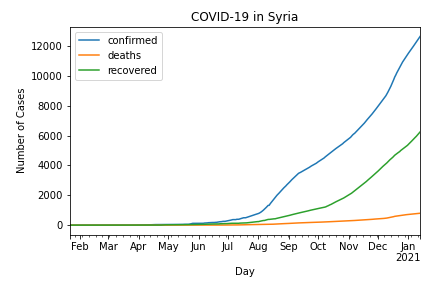 COVID-19 in Syria
confirmed
deaths
recovered
Number of Cases
12000
10000
8000
6000
4000
2000
0
Feb Mar Apr May Jun Jul Aug Sep Oct Nov Dec Jan
2021
Day